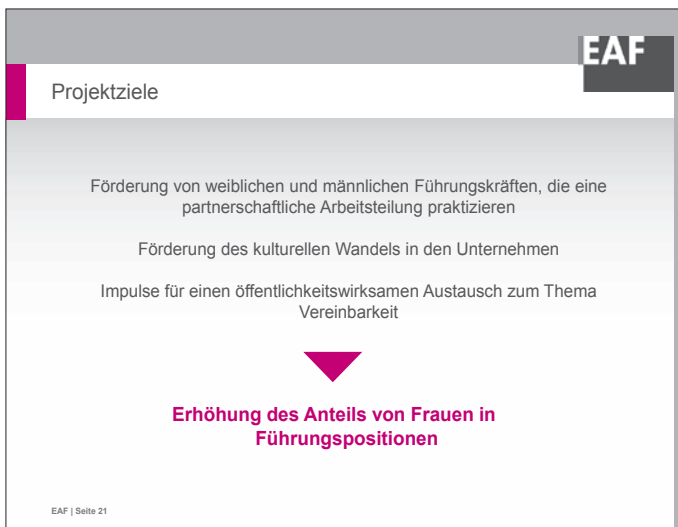 EAF
Projektziele
Förderung von weiblichen und männlichen Führungskräften, die eine
partnerschaftliche Arbeitsteilung praktizieren
Förderung des kulturellen Wandels in den Unternehmen
Impulse für einen öffentlichkeitswirksamen Austausch zum Thema
Vereinbarkeit
Erhöhung des Anteils von Frauen in
Führungspositionen
EAF | Seite 21